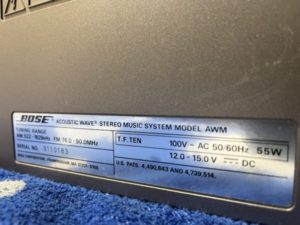 BOSE® ACOUSTIC WAVE® STEREO MUSIC SYSTEM MODEL AWM
TUNING RANGE
AM 522 - 1629kHz FM 76.0 - 90.0MHz
SERIAL NO. 3110183
T.F. TEN
100V ~ AC 50/60Hz 55W
12.0 - 15.0 V DC
U.S. PATS. 4,490,843 AND 4,739,514.